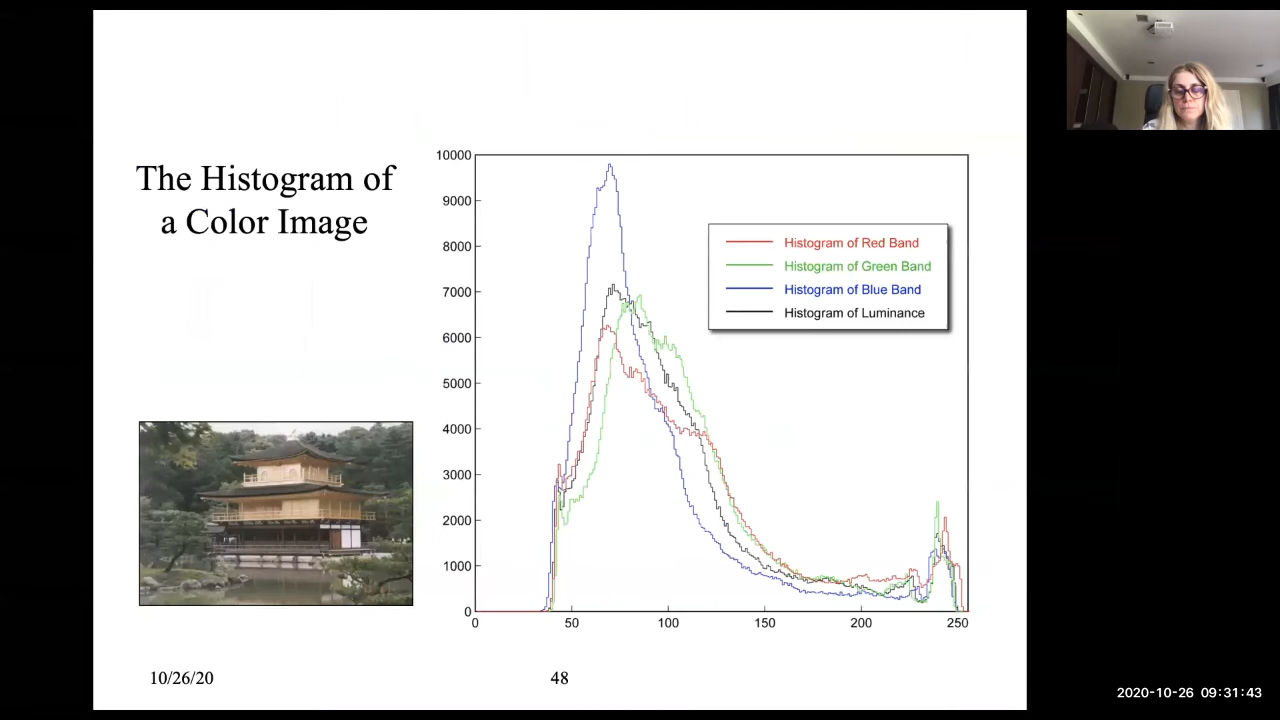 The Histogram of
a Color Image
10000
9000
8000
7000
6000
5000
4000
3000
2000
1000
0
0 50 100 150 200 250
Histogram of Red Band
Histogram of Green Band
Histogram of Blue Band
Histogram of Luminance
10/26/20
48
2020-10-26 09:31:43